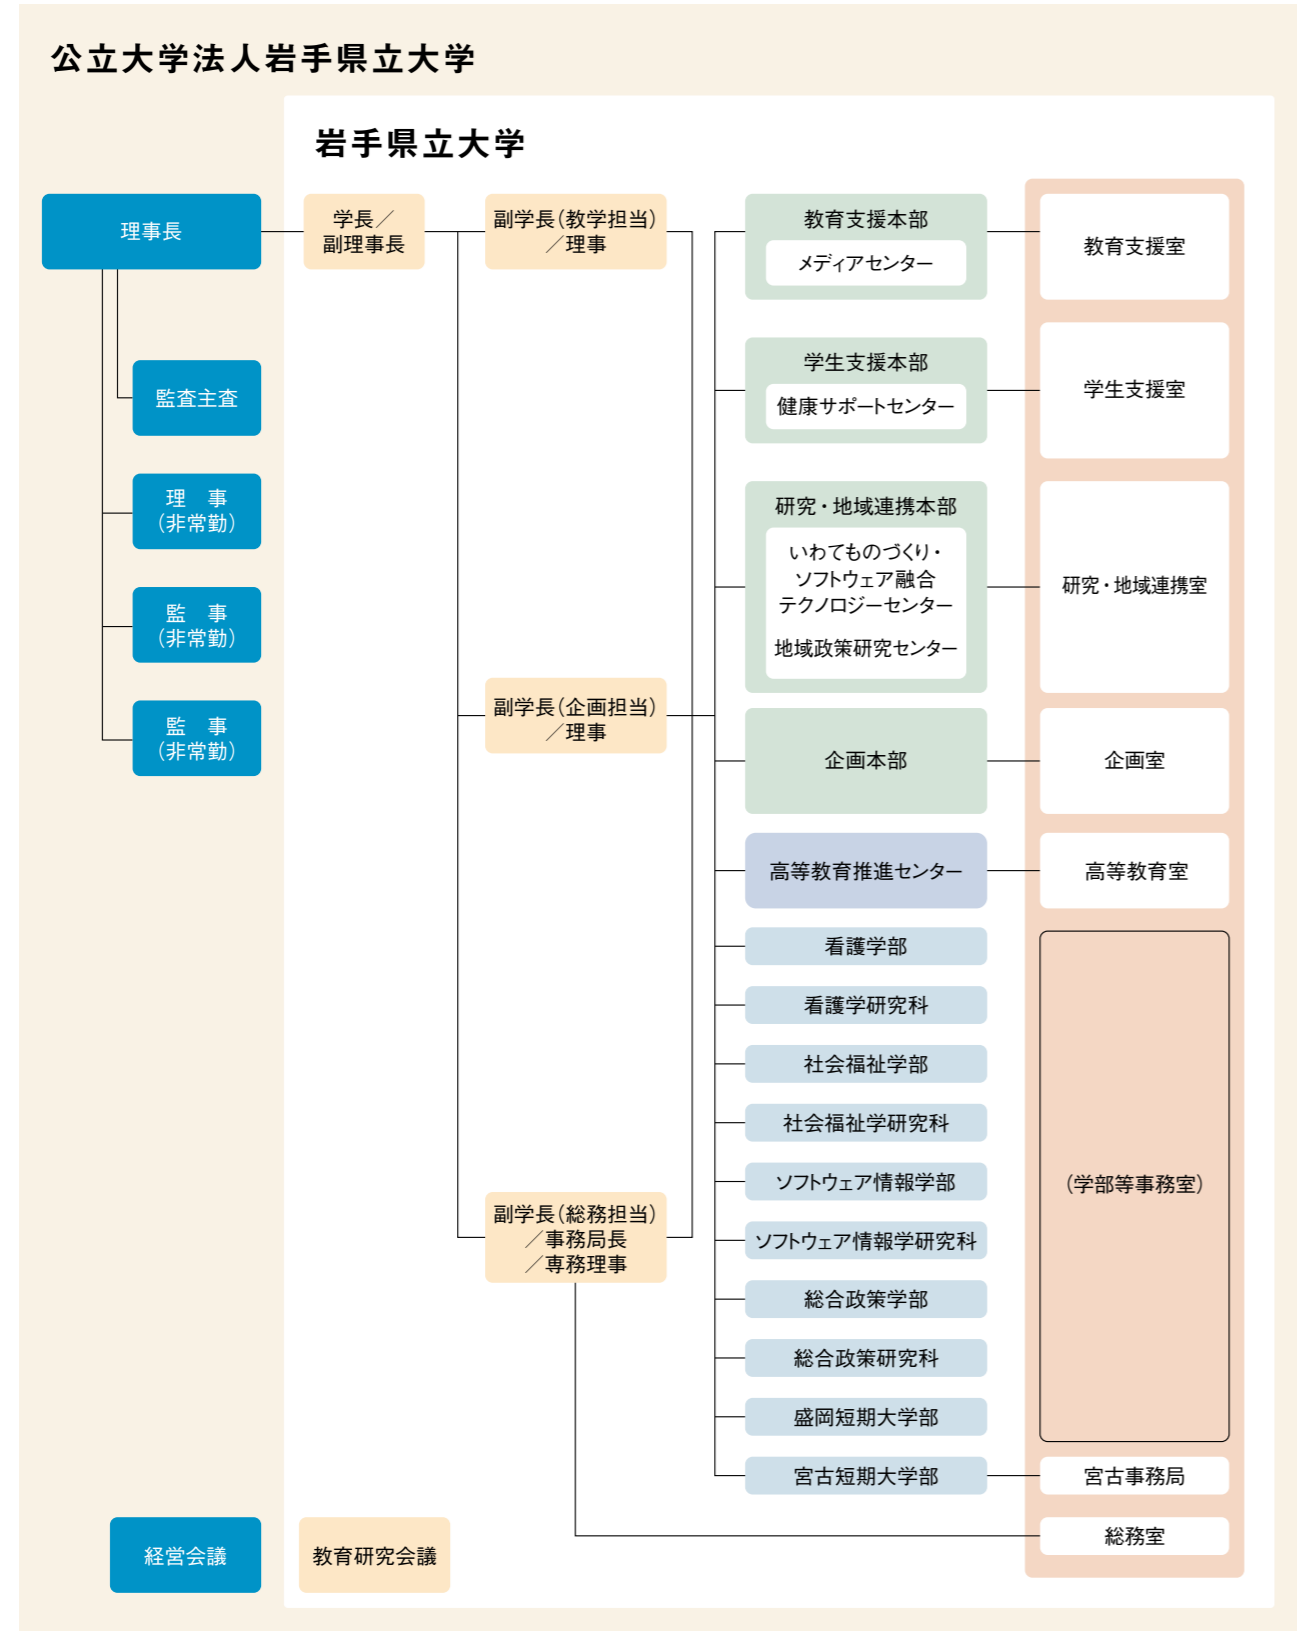 公立大学法人岩手県立大学
岩手県立大学
理事長
監査主査
理　事
（非常勤）
監　事
（非常勤）
監　事
（非常勤）
経営会議
学長／
副理事長
副学長（教学担当）
／理事
副学長（企画担当）
／理事
副学長（総務担当）
／事務局長
／専務理事
教育研究会議
教育支援本部
メディアセンター
学生支援本部
健康サポートセンター
研究・地域連携本部
いわてものづくり・
ソフトウェア融合
テクノロジーセンター
地域政策研究センター
企画本部
高等教育推進センター
看護学部
看護学研究科
社会福祉学部
社会福祉学研究科
ソフトウェア情報学部
ソフトウェア情報学研究科
総合政策学部
総合政策研究科
盛岡短期大学部
宮古短期大学部
教育支援室
学生支援室
研究・地域連携室
企画室
高等教育室
（学部等事務室）
宮古事務局
総務室